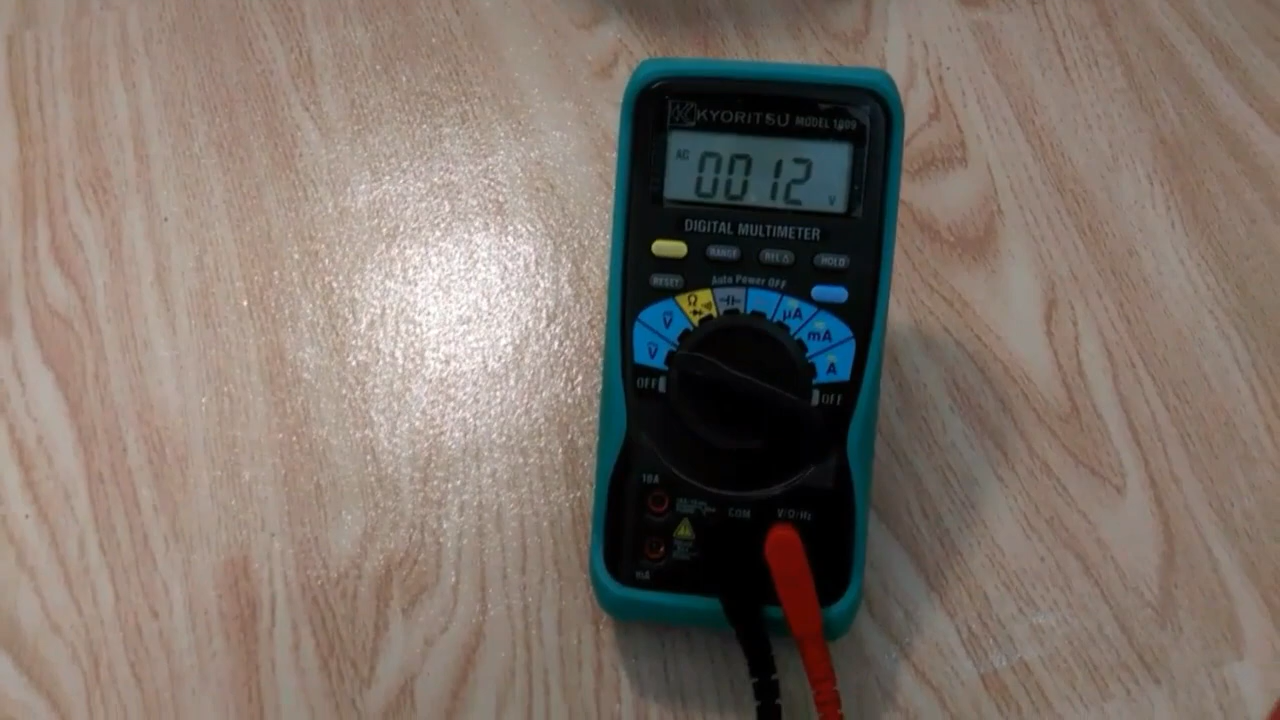 KYORITSU MODEL 1009
AC 0012 V
DIGITAL MULTIMETER
RANGE REL△ HOLD
RESET Auto Power OFF
V Ω µA mA
V A
OFF OFF
10A
COM V/Ω/Hz